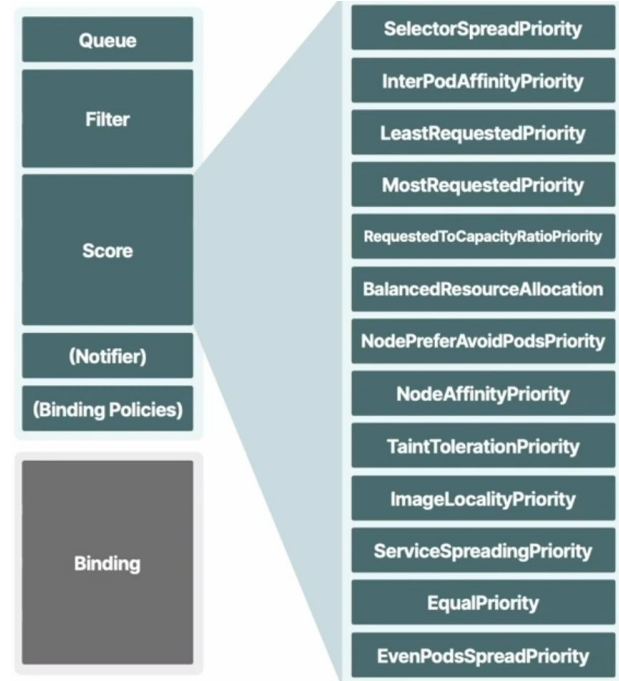 Queue
Filter
Score
(Notifier)
(Binding Policies)
Binding
SelectorSpreadPriority
InterPodAffinityPriority
LeastRequestedPriority
MostRequestedPriority
RequestedToCapacityRatioPriority
BalancedResourceAllocation
NodePreferAvoidPodsPriority
NodeAffinityPriority
TaintTolerationPriority
ImageLocalityPriority
ServiceSpreadingPriority
EqualPriority
EvenPodsSpreadPriority